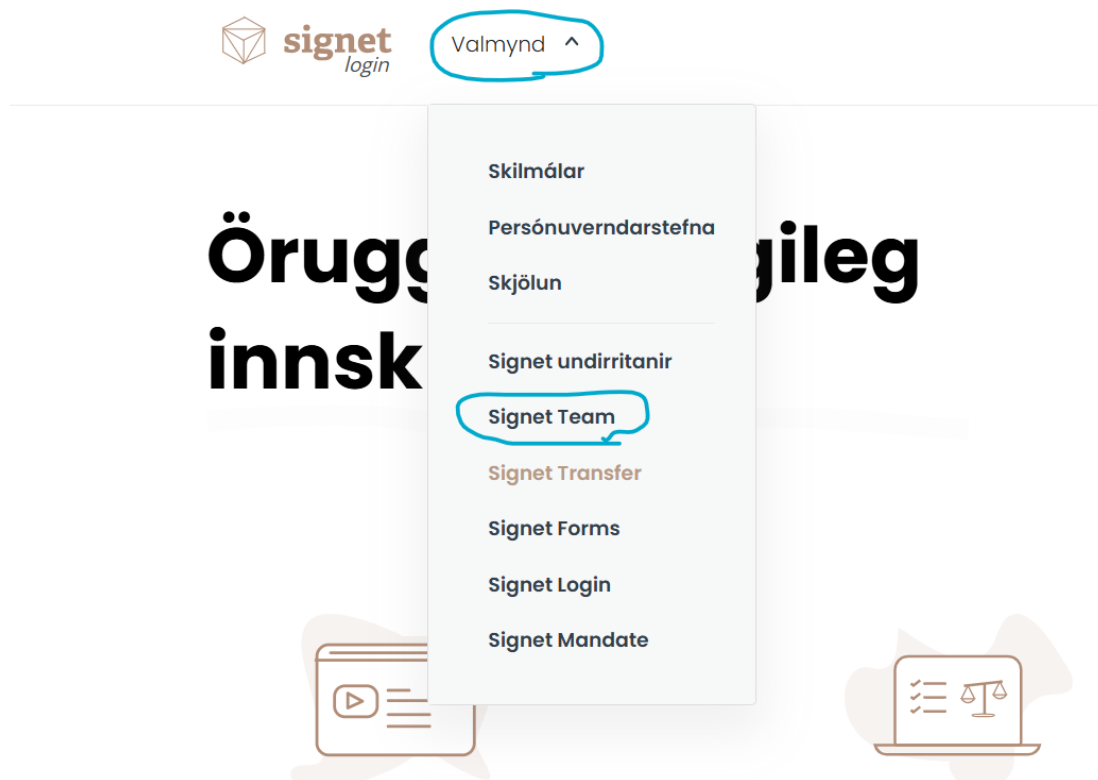 signet
login
Valmynd
Skilmálar
Persónuverndarstefna
Skjölun
Signet undirritanir
Signet Team
Signet Transfer
Signet Forms
Signet Login
Signet Mandate